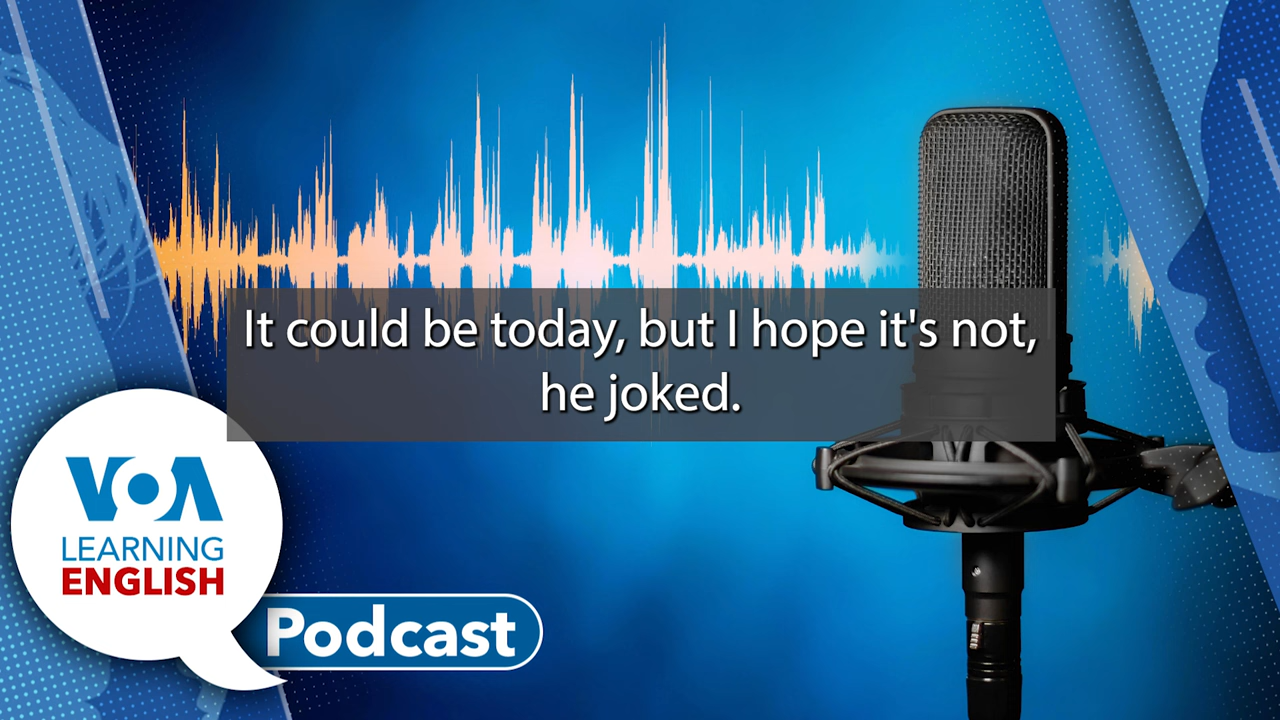 It could be today, but I hope it's not,
he joked.
VOA
LEARNING
ENGLISH
Podcast